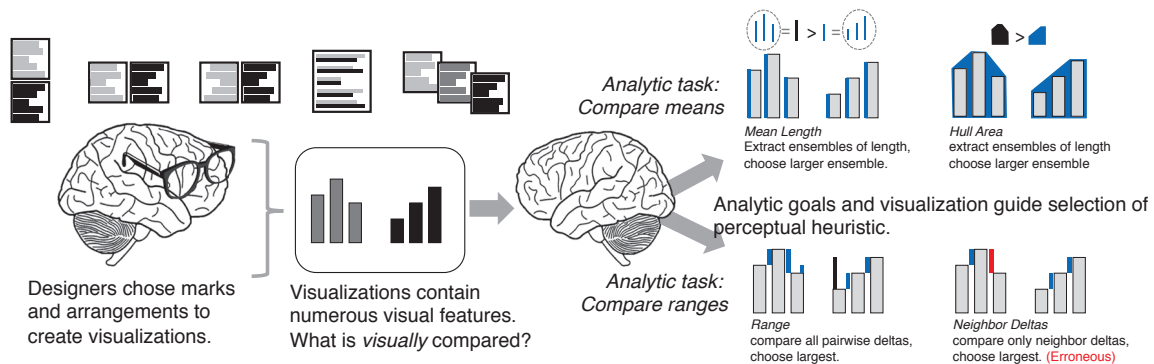 Designers chose marks
and arrangements to
create visualizations.
Visualizations contain
numerous visual features.
What is visually compared?
Analytic task:
Compare means
= > =
>
Mean Length
Extract ensembles of length,
choose larger ensemble.
Hull Area
extract ensembles of length
choose larger ensemble
Analytic goals and visualization guide selection of
perceptual heuristic.
Analytic task:
Compare ranges
Range
compare all pairwise deltas,
choose largest.
Neighbor Deltas
compare only neighbor deltas,
choose largest. (Erroneous)